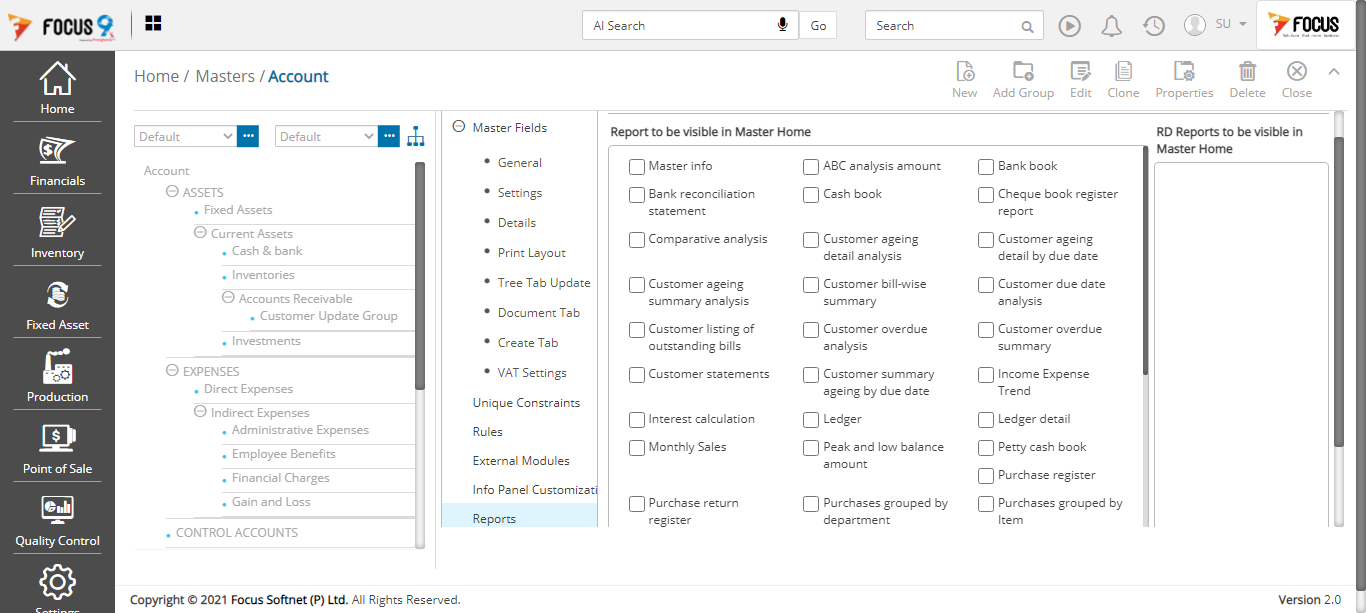 FOCUS 9
AI Search
Go
Search
SU
FOCUS
Home
Financials
Inventory
Fixed Asset
Production
Point of Sale
Quality Control
Settings
Home / Masters / Account
New
Add Group
Edit
Clone
Properties
Delete
Close
Default
Default
Account
ASSETS
Fixed Assets
Current Assets
Cash & bank
Inventories
Accounts Receivable
Customer Update Group
Investments
EXPENSES
Direct Expenses
Indirect Expenses
Administrative Expenses
Employee Benefits
Financial Charges
Gain and Loss
CONTROL ACCOUNTS
Master Fields
General
Settings
Details
Print Layout
Tree Tab Update
Document Tab
Create Tab
VAT Settings
Unique Constraints
Rules
External Modules
Info Panel Customizati
Reports
Report to be visible in Master Home
Master info
ABC analysis amount
Bank book
Bank reconciliation
statement
Cash book
Cheque book register
report
Comparative analysis
Customer ageing
detail analysis
Customer ageing
detail by due date
Customer ageing
summary analysis
Customer bill-wise
summary
Customer due date
analysis
Customer listing of
outstanding bills
Customer overdue
analysis
Customer overdue
summary
Customer statements
Customer summary
ageing by due date
Income Expense
Trend
Interest calculation
Ledger
Ledger detail
Monthly Sales
Peak and low balance
amount
Petty cash book
Purchase register
Purchase return
register
Purchases grouped by
department
Purchases grouped by
Item
RD Reports to be visible in
Master Home
Copyright © 2021 Focus Softnet (P) Ltd. All Rights Reserved.
Version 2.0